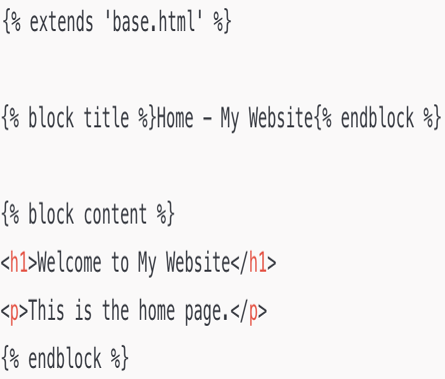 {% extends 'base.html' %}
{% block title %}Home – My Website{% endblock %}
{% block content %}
<h1>Welcome to My Website</h1>
<p>This is the home page.</p>
{% endblock %}